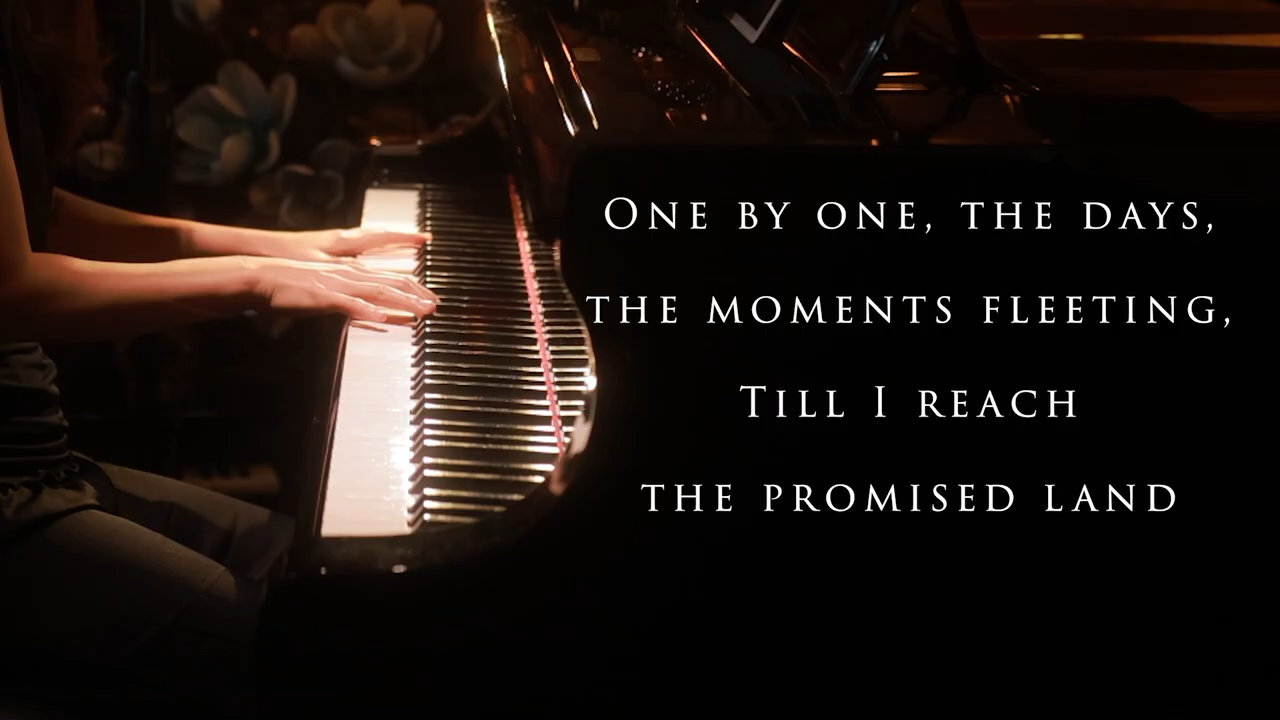 One by one, the days,
the moments fleeting,
Till I reach
the promised land